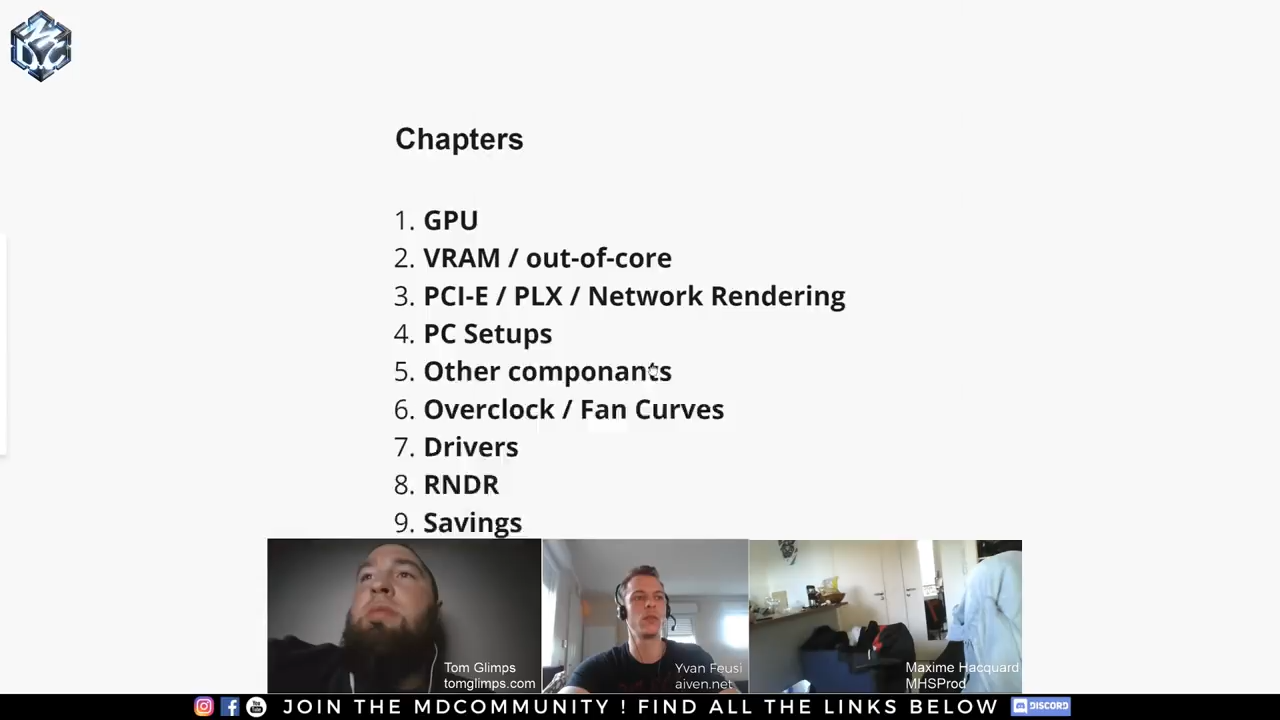 Chapters
1. GPU
2. VRAM / out-of-core
3. PCI-E / PLX / Network Rendering
4. PC Setups
5. Other componants
6. Overclock / Fan Curves
7. Drivers
8. RNDR
9. Savings
Tom Glimps
tomglimps.com
Yvan Feusi
aiven.net
Maxime Hacquard
MHSProd
JOIN THE MDCOMMUNITY ! FIND ALL THE LINKS BELOW
DISCORD